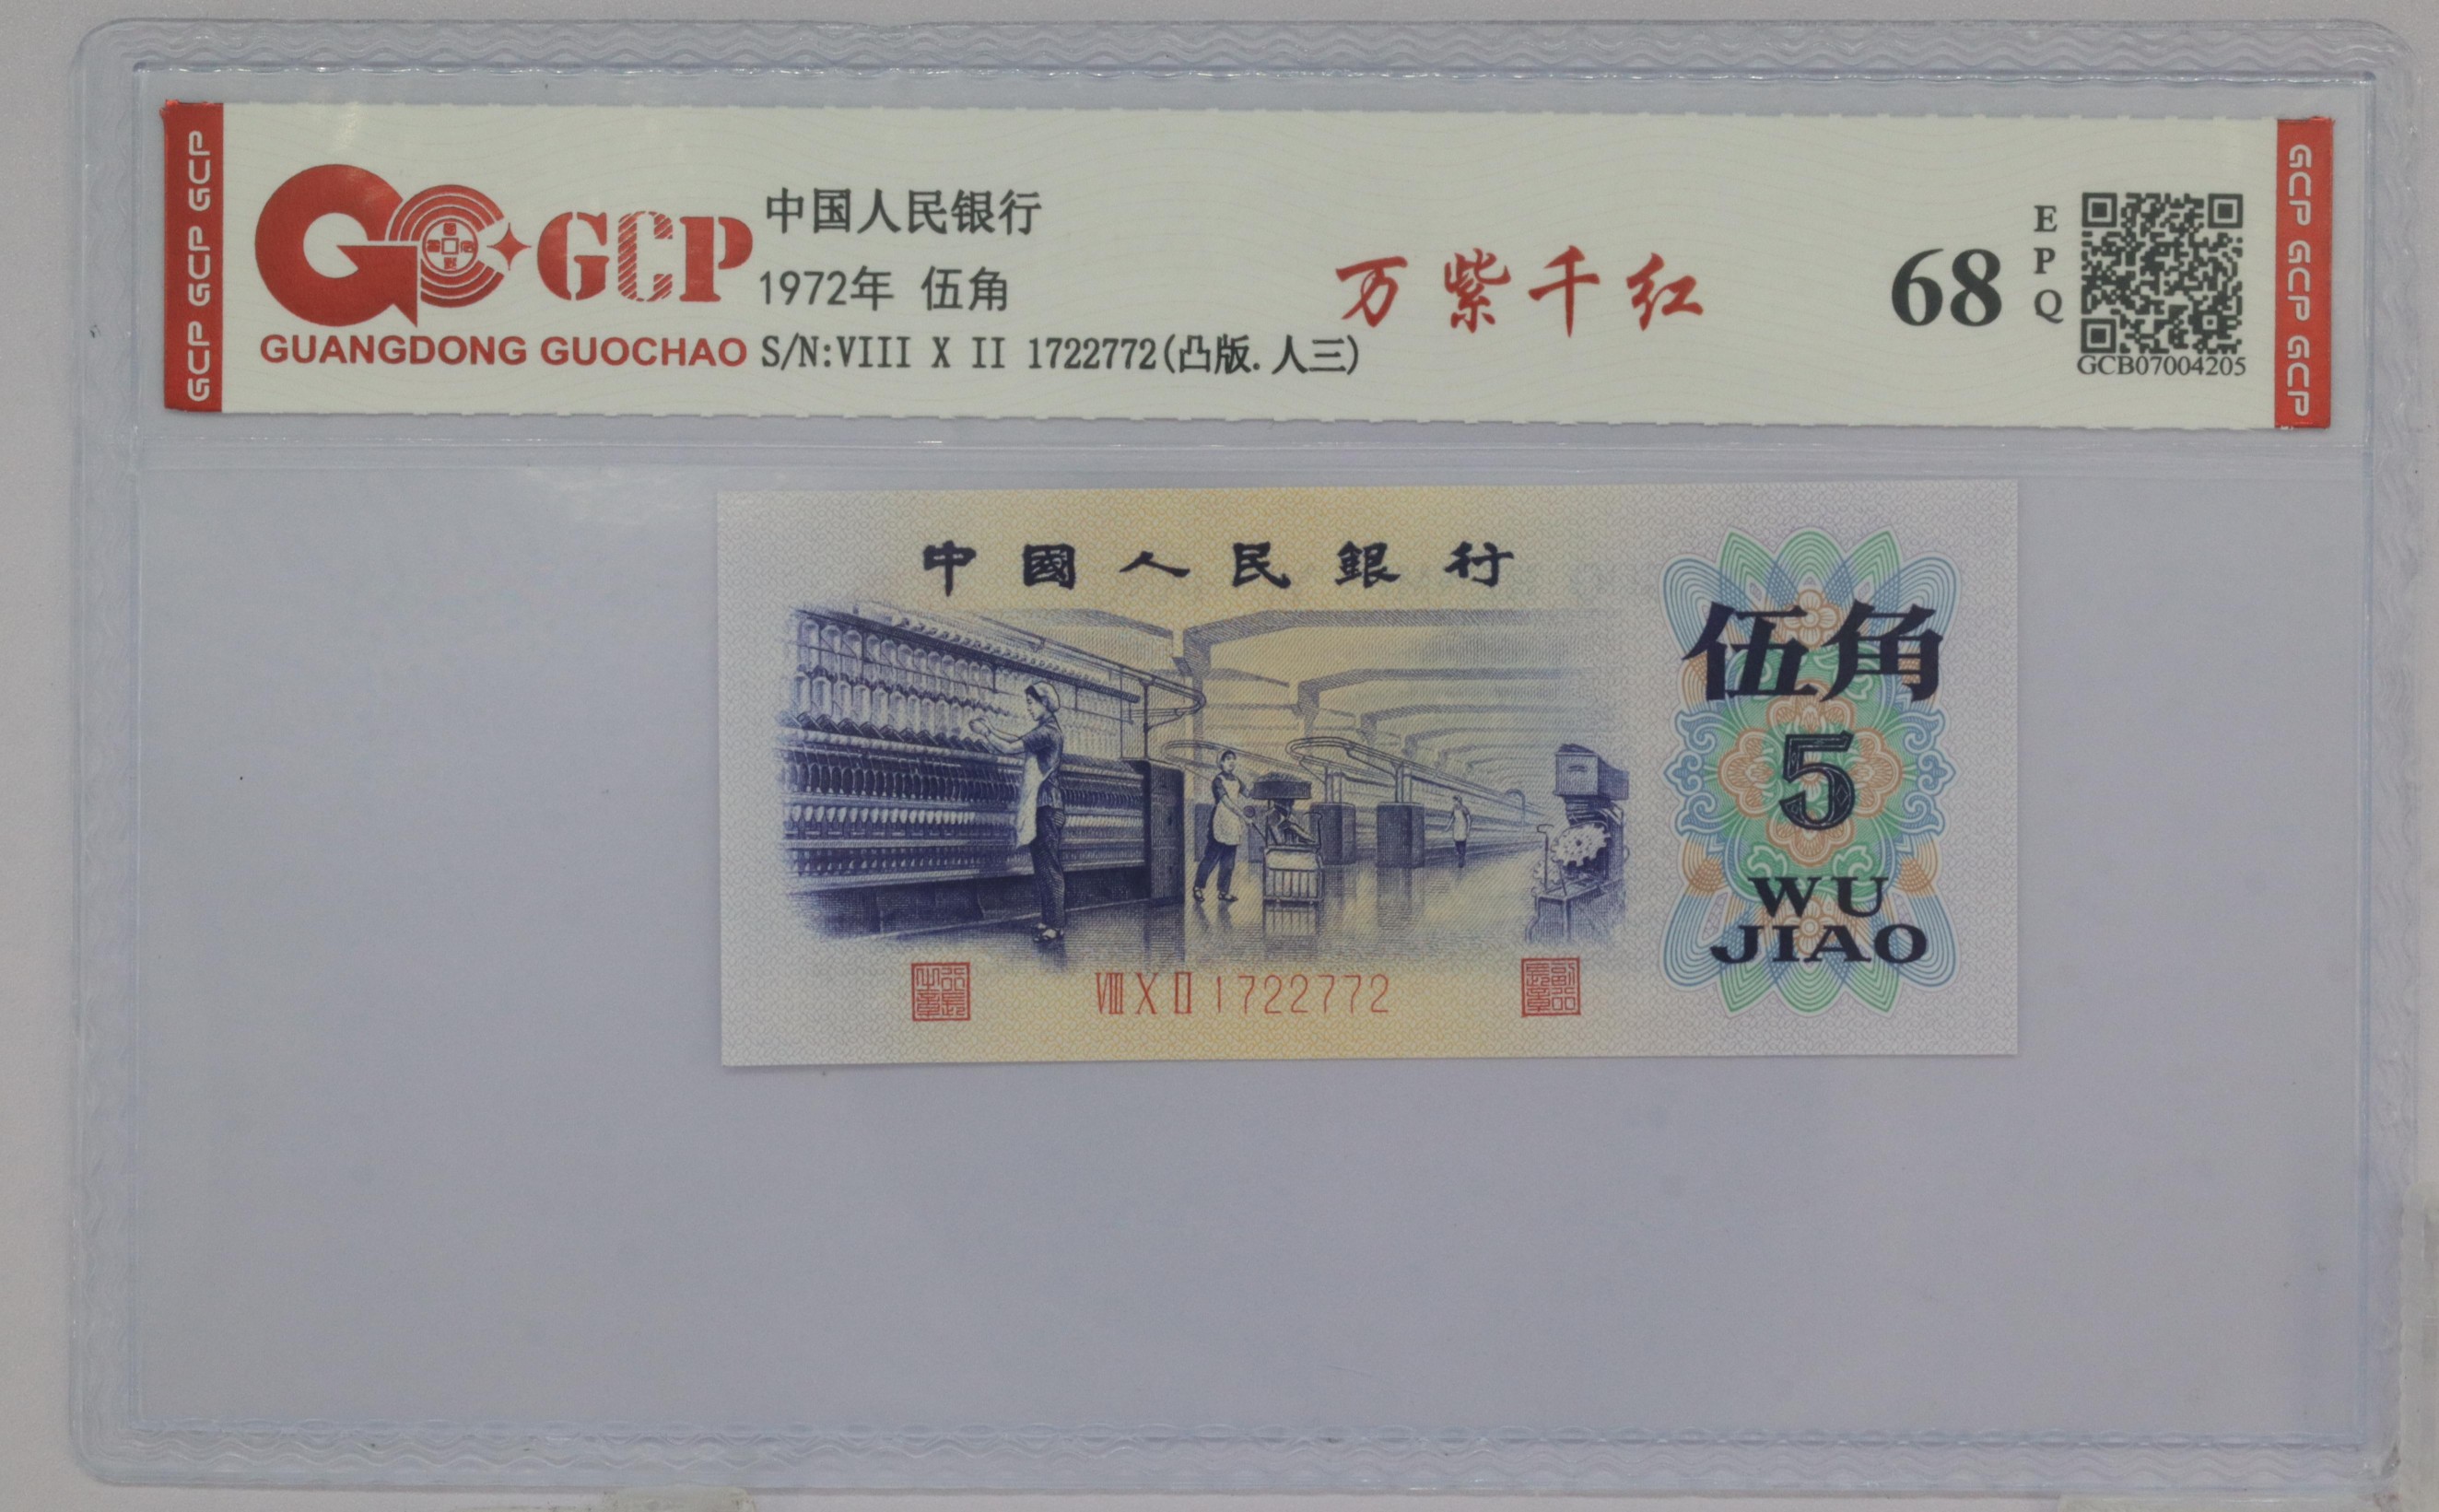 GCP GCP GCP
GCP
GUANGDONG GUOCHAO
中国人民银行
1972年 伍角
S/N:VIII X II 1722772(凸版.人三)
万紫千红
68
EPQ
GCB07004205
GCP GCP GCP
中國人民銀行
伍角
5
WU
JIAO
VIII X II 1722772